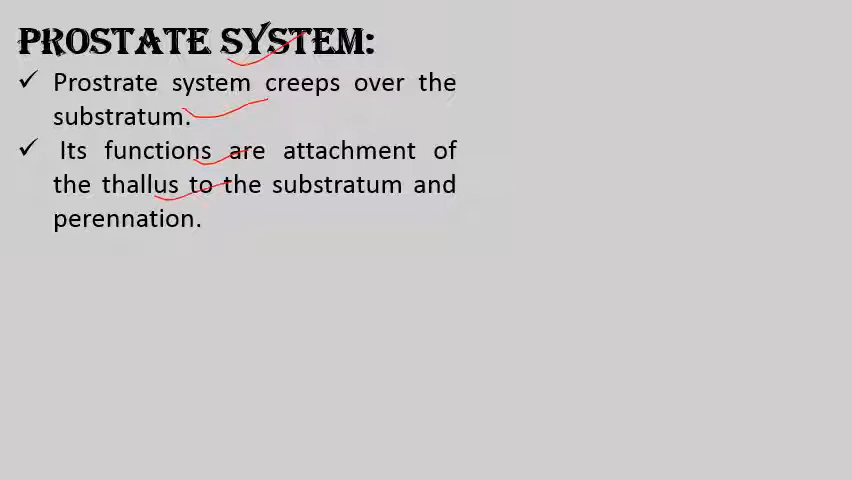 PROSTATE SYSTEM:
✓ Prostrate system creeps over the
substratum.
✓ Its functions are attachment of
the thallus to the substratum and
perennation.